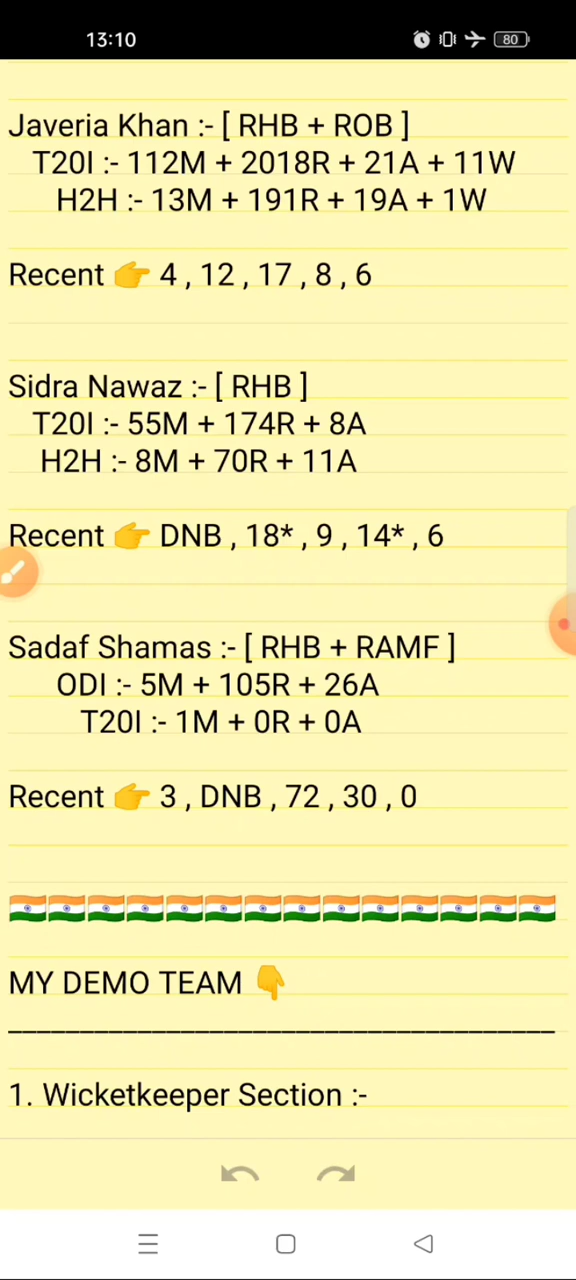 13:10
80
Javeria Khan :- [ RHB + ROB ]
T20I :- 112M + 2018R + 21A + 11W
H2H :- 13M + 191R + 19A + 1W
Recent 👉 4 , 12 , 17 , 8 , 6
Sidra Nawaz :- [ RHB ]
T20I :- 55M + 174R + 8A
H2H :- 8M + 70R + 11A
Recent 👉 DNB , 18* , 9 , 14* , 6
Sadaf Shamas :- [ RHB + RAMF ]
ODI :- 5M + 105R + 26A
T20I :- 1M + 0R + 0A
Recent 👉 3 , DNB , 72 , 30 , 0
🇮🇳🇮🇳🇮🇳🇮🇳🇮🇳🇮🇳🇮🇳🇮🇳🇮🇳🇮🇳🇮🇳🇮🇳🇮🇳🇮🇳
MY DEMO TEAM 👇
1. Wicketkeeper Section :-